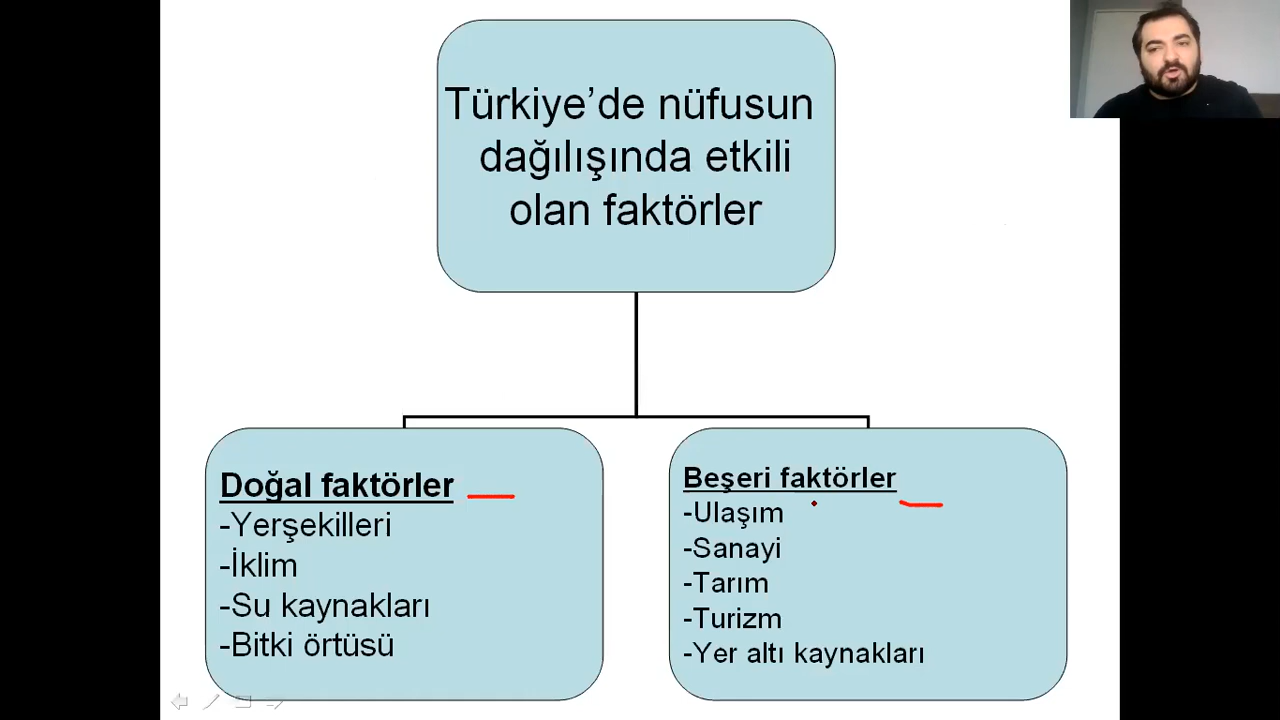 Türkiye’de nüfusun
dağılışında etkili
olan faktörler
Doğal faktörler
-Yerşekilleri
-İklim
-Su kaynakları
-Bitki örtüsü
Beşeri faktörler
-Ulaşım
-Sanayi
-Tarım
-Turizm
-Yer altı kaynakları